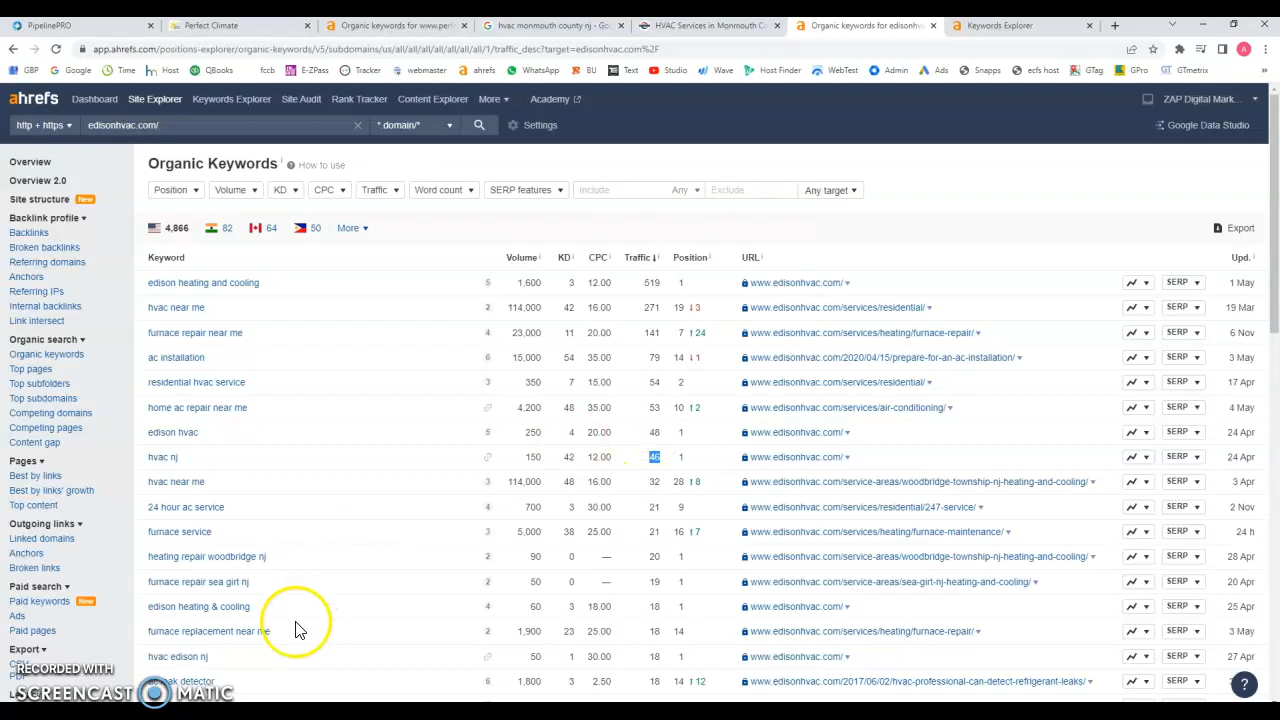 PipelinePRO Perfect Climate Organic keywords for www.perf hvac monmouth county nj - Goo HVAC Services in Monmouth C Organic keywords for edisonhv Keywords Explorer
app.ahrefs.com/positions-explorer/organic-keywords/v5/subdomains/us/all/all/all/all/all/all/1/traffic_desc?target=edisonhvac.com%2F
GBP Google Time Host QBooks fccb E-ZPass Tracker webmaster ahrefs WhatsApp BU Text Studio Wave Host Finder WebTest Admin Ads Snapps ecfs host GTag GPro GTmetrix
ahrefs Dashboard Site Explorer Keywords Explorer Site Audit Rank Tracker Content Explorer More Academy ZAP Digital Mark...
http + https edisonhvac.com/ *.domain/* Settings Google Data Studio
Overview
Overview 2.0
Site structure New
Backlink profile
Backlinks
Broken backlinks
Referring domains
Anchors
Referring IPs
Internal backlinks
Link intersect
Organic search
Organic keywords
Top pages
Top subfolders
Top subdomains
Competing domains
Competing pages
Content gap
Pages
Best by links
Best by links' growth
Top content
Outgoing links
Linked domains
Anchors
Broken links
Paid search
Paid keywords New
Ads
Paid pages
Export
Organic Keywords i ? How to use
Position Volume KD CPC Traffic Word count SERP features Include Any Exclude Any target
4,866 82 64 50 More Export
Keyword Volume KD CPC Traffic Position URL Upd.
edison heating and cooling 5 1,600 3 12.00 519 1 www.edisonhvac.com/ SERP 1 May
hvac near me 2 114,000 42 16.00 271 19 ↓3 www.edisonhvac.com/services/residential/ SERP 19 Mar
furnace repair near me 4 23,000 11 20.00 141 7 ↑24 www.edisonhvac.com/services/heating/furnace-repair/ SERP 6 Nov
ac installation 6 15,000 54 35.00 79 14 ↓1 www.edisonhvac.com/2020/04/15/prepare-for-an-ac-installation/ SERP 3 May
residential hvac service 3 350 7 15.00 54 2 www.edisonhvac.com/services/residential/ SERP 17 Apr
home ac repair near me 4,200 48 35.00 53 10 ↑2 www.edisonhvac.com/services/air-conditioning/ SERP 4 May
edison hvac 5 250 4 20.00 48 1 www.edisonhvac.com/ SERP 24 Apr
hvac nj 150 42 12.00 46 1 www.edisonhvac.com/ SERP 24 Apr
hvac near me 2 114,000 48 16.00 32 28 ↑8 www.edisonhvac.com/service-areas/woodbridge-township-nj-heating-and-cooling/ SERP 3 Apr
24 hour ac service 4 700 3 30.00 21 9 www.edisonhvac.com/services/residential/247-service/ SERP 2 Nov
furnace service 3 5,000 38 25.00 21 16 ↑7 www.edisonhvac.com/services/heating/furnace-maintenance/ SERP 24 h
heating repair woodbridge nj 2 90 0 — 20 1 www.edisonhvac.com/service-areas/woodbridge-township-nj-heating-and-cooling/ SERP 28 Apr
furnace repair sea girt nj 2 50 0 — 19 1 www.edisonhvac.com/service-areas/sea-girt-nj-heating-and-cooling/ SERP 20 Apr
edison heating & cooling 4 60 3 18.00 18 1 www.edisonhvac.com/ SERP 25 Apr
furnace replacement near me 2 1,900 23 25.00 18 14 www.edisonhvac.com/services/heating/furnace-repair/ SERP 3 May
hvac edison nj 50 1 30.00 18 1 www.edisonhvac.com/ SERP 27 Apr
detector 6 1,800 3 2.50 18 14 ↑12 www.edisonhvac.com/2017/06/02/hvac-professional-can-detect-refrigerant-leaks/ SERP
RECORDED WITH
SCREENCAST MATIC